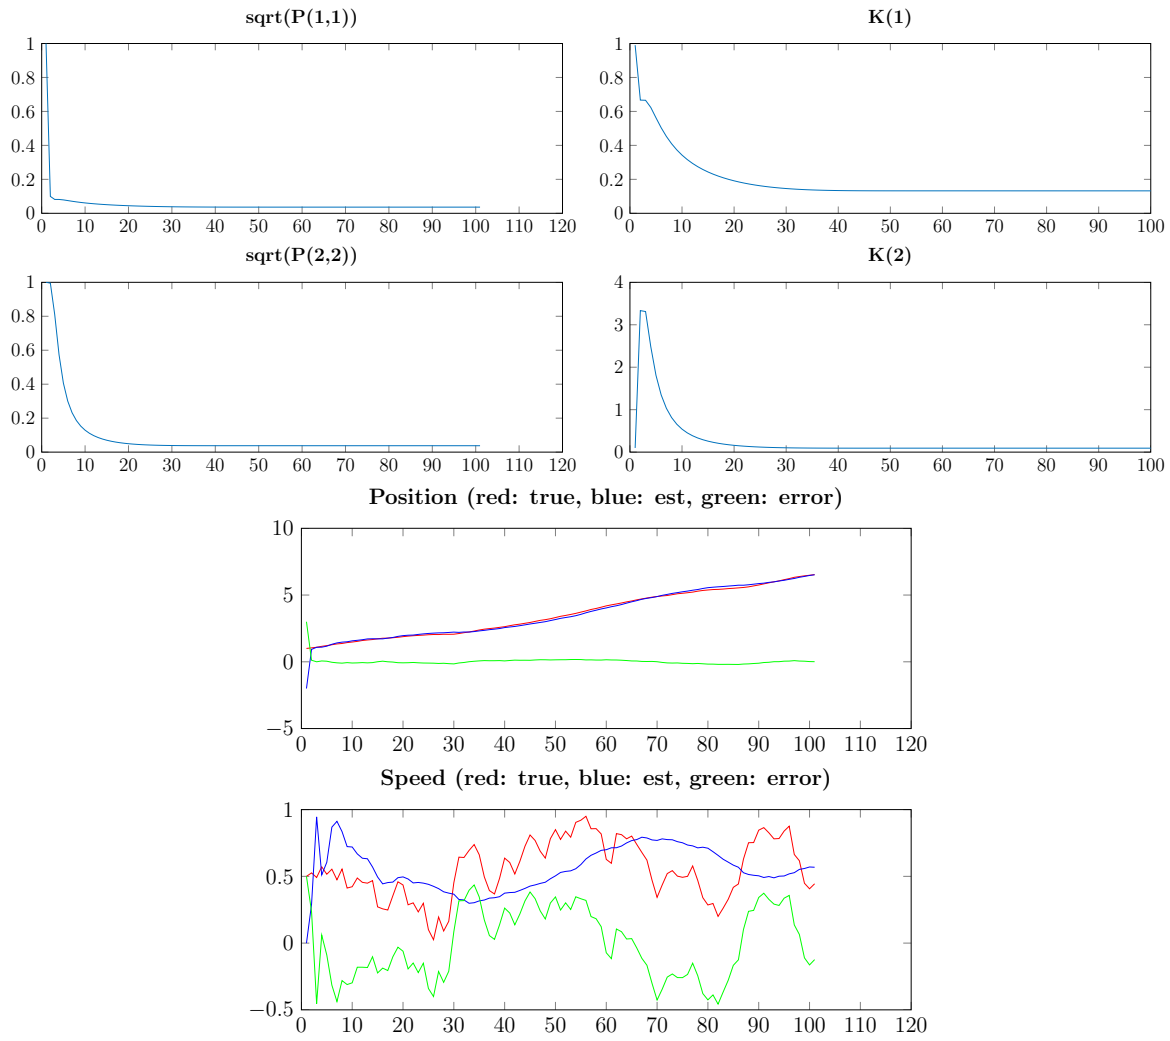 sqrt(P(1,1))
1
0.8
0.6
0.4
0.2
0
0 10 20 30 40 50 60 70 80 90 100 110 120
K(1)
1
0.8
0.6
0.4
0.2
0
0 10 20 30 40 50 60 70 80 90 100
sqrt(P(2,2))
1
0.8
0.6
0.4
0.2
0
0 10 20 30 40 50 60 70 80 90 100 110 120
K(2)
4
3
2
1
0
0 10 20 30 40 50 60 70 80 90 100
Position (red: true, blue: est, green: error)
10
5
0
−5
0 10 20 30 40 50 60 70 80 90 100 110 120
Speed (red: true, blue: est, green: error)
1
0.5
0
−0.5
0 10 20 30 40 50 60 70 80 90 100 110 120